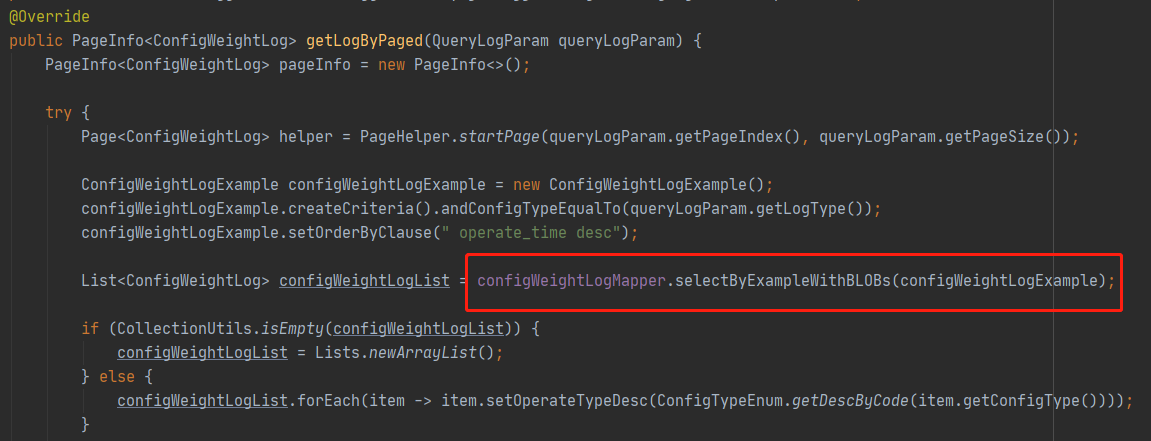 @Override
public PageInfo<ConfigWeightLog> getLogByPaged(QueryLogParam queryLogParam) {
PageInfo<ConfigWeightLog> pageInfo = new PageInfo<>();
try {
Page<ConfigWeightLog> helper = PageHelper.startPage(queryLogParam.getPageIndex(), queryLogParam.getPageSize());
ConfigWeightLogExample configWeightLogExample = new ConfigWeightLogExample();
configWeightLogExample.createCriteria().andConfigTypeEqualTo(queryLogParam.getLogType());
configWeightLogExample.setOrderByClause(" operate_time desc");
List<ConfigWeightLog> configWeightLogList = configWeightLogMapper.selectByExampleWithBLOBs(configWeightLogExample);
if (CollectionUtils.isEmpty(configWeightLogList)) {
configWeightLogList = Lists.newArrayList();
} else {
configWeightLogList.forEach(item -> item.setOperateTypeDesc(ConfigTypeEnum.getDescByCode(item.getConfigType())));
}